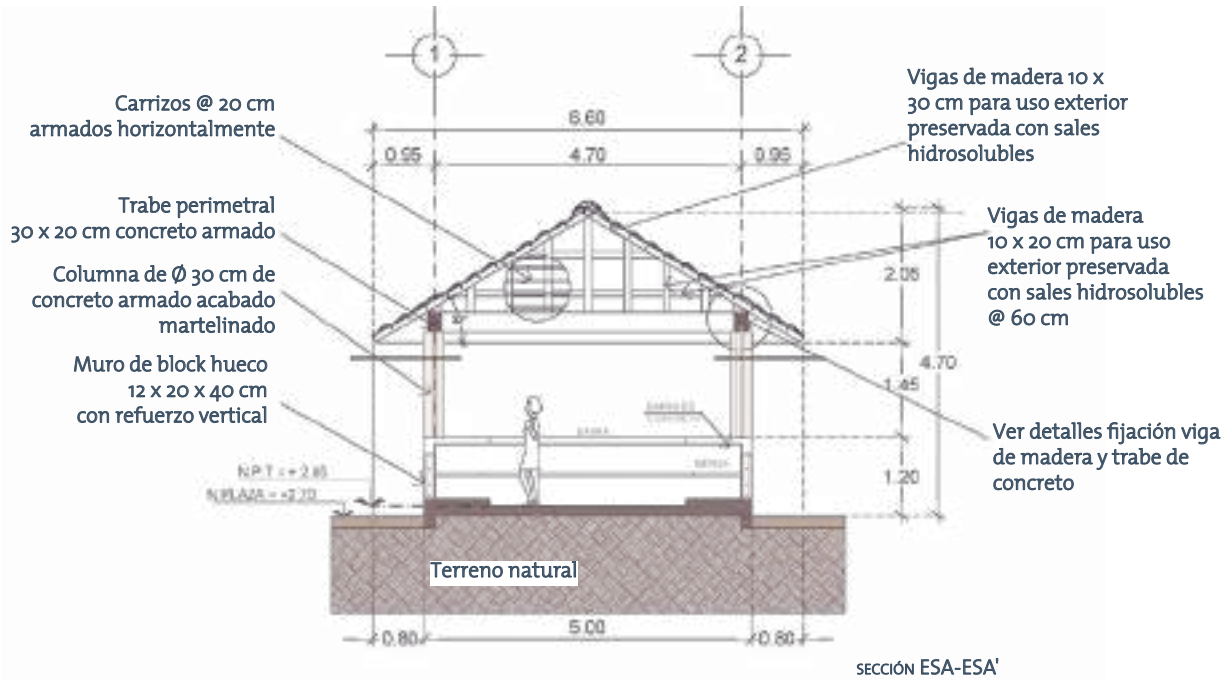 1
2
Carrizos @ 20 cm
armados horizontalmente
Vigas de madera 10 x
30 cm para uso exterior
preservada con sales
hidrosolubles
6.60
0.95
4.70
0.95
Trabe perimetral
30 x 20 cm concreto armado
Columna de Ø 30 cm de
concreto armado acabado
martelinado
Muro de block hueco
12 x 20 x 40 cm
con refuerzo vertical
Vigas de madera
10 x 20 cm para uso
exterior preservada
con sales hidrosolubles
@ 60 cm
4.70
1.45
1.20
Ver detalles fijación viga
de madera y trabe de
concreto
BARRA
N.PLAZA = +2.70
Terreno natural
0.80
5.00
0.80
SECCIÓN ESA-ESA'